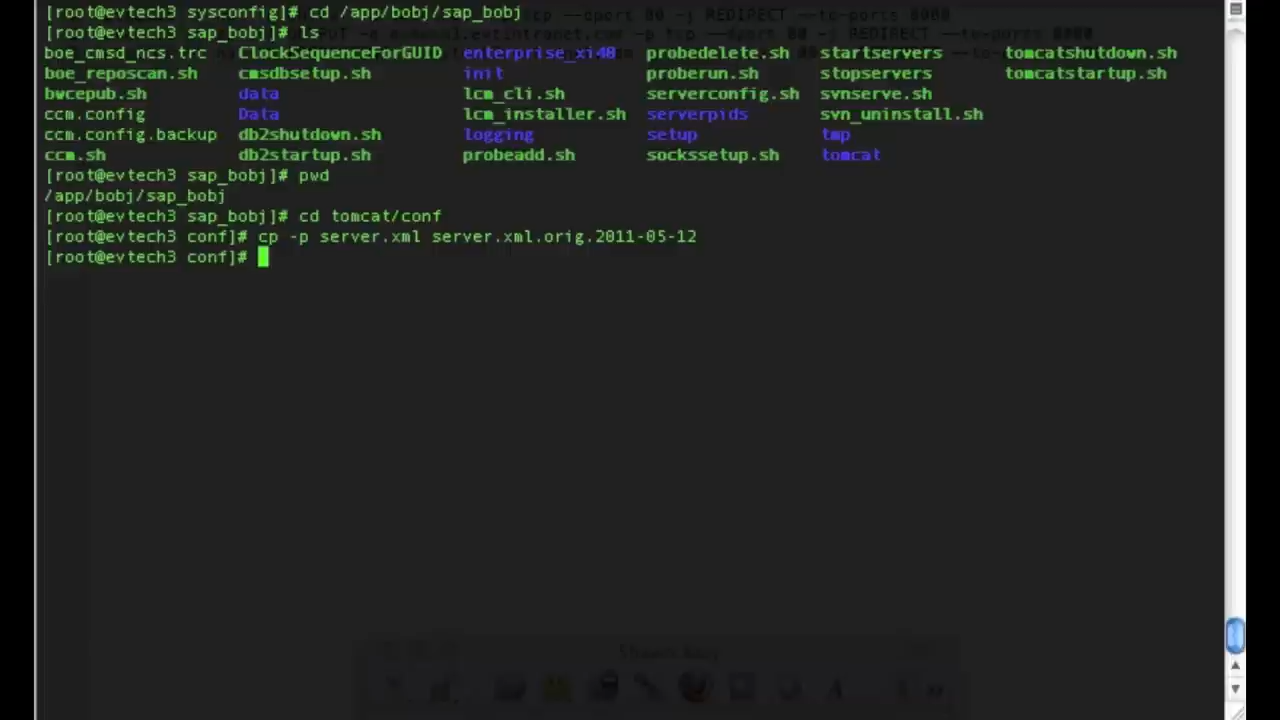 [root@evtech3 sysconfig]# cd /app/bobj/sap_bobj
[root@evtech3 sap_bobj]# ls
boe_cmsd_ncs.trc ClockSequenceForGUID enterprise_xi40 probedelete.sh startservers tomcatshutdown.sh
boe_reposcan.sh cmsdbsetup.sh init proberun.sh stopservers tomcatstartup.sh
bwcepub.sh data lcm_cli.sh serverconfig.sh svnserve.sh
ccm.config Data lcm_installer.sh serverpids svn_uninstall.sh
ccm.config.backup db2shutdown.sh logging setup tmp
ccm.sh db2startup.sh probeadd.sh sockssetup.sh tomcat
[root@evtech3 sap_bobj]# pwd
/app/bobj/sap_bobj
[root@evtech3 sap_bobj]# cd tomcat/conf
[root@evtech3 conf]# cp -p server.xml server.xml.orig.2011-05-12
[root@evtech3 conf]#